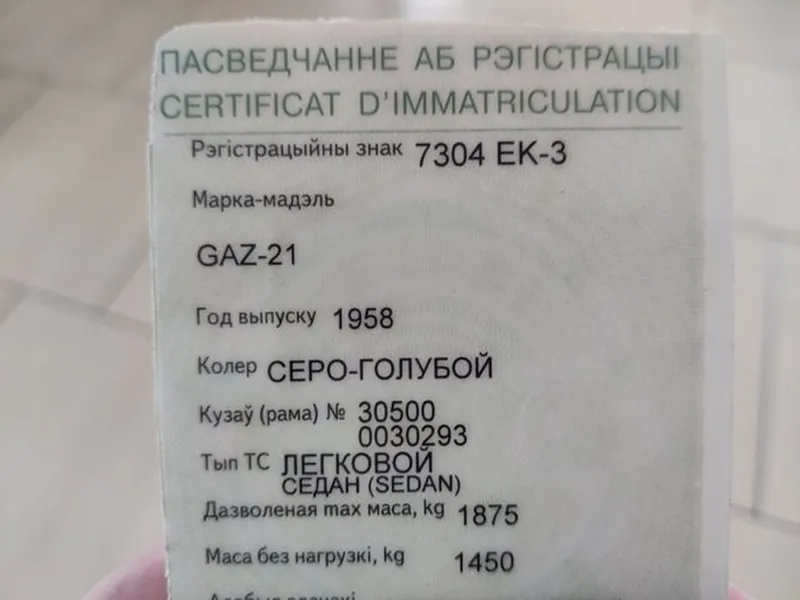 ПАСВЕДЧАННЕ АБ РЭГІСТРАЦЫІ
CERTIFICAT D'IMMATRICULATION
Рэгістрацыйны знак 7304 EK-3
Марка-мадэль
GAZ-21
Год выпуску 1958
Колер СЕРО-ГОЛУБОЙ
Кузаў (рама) № 30500
0030293
Тып ТС ЛЕГКОВОЙ
СЕДАН (SEDAN)
Дазволеная max маса, kg 1875
Маса без нагрузкі, kg 1450